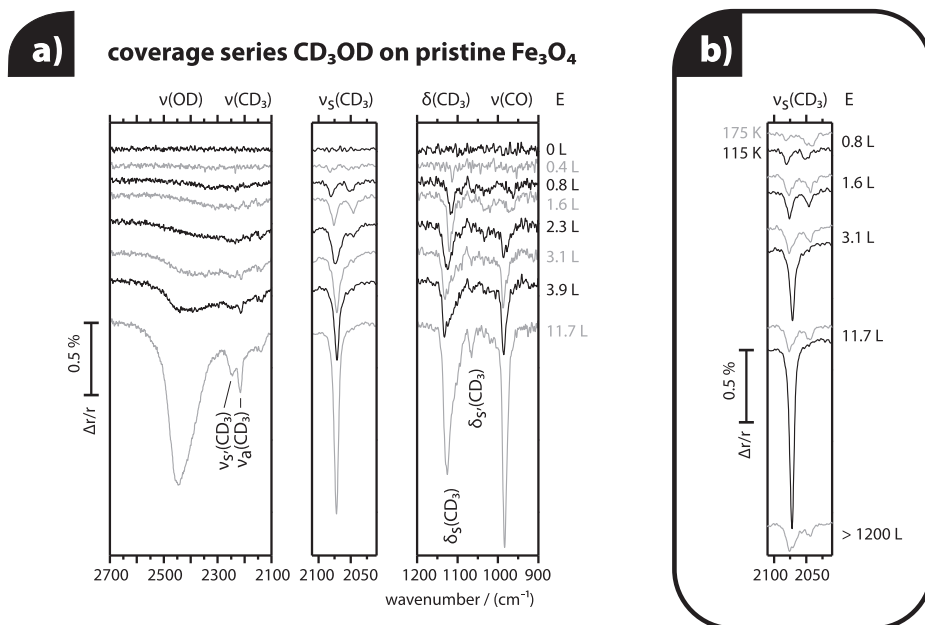 a)
coverage series CD₃OD on pristine Fe₃O₄
ν(OD) ν(CD₃) νₛ(CD₃) δ(CD₃) ν(CO) E
0 L
0.4 L
0.8 L
1.6 L
2.3 L
3.1 L
3.9 L
11.7 L
0.5 %
Δr/r
νₛ'(CD₃)
νₐ(CD₃)
δₛ'(CD₃)
δₛ(CD₃)
2700 2500 2300 2100 2100 2050 1200 1100 1000 900
wavenumber / (cm⁻¹)
b)
νₛ(CD₃) E
175 K
115 K
0.8 L
1.6 L
3.1 L
11.7 L
0.5 %
Δr/r
> 1200 L
2100 2050